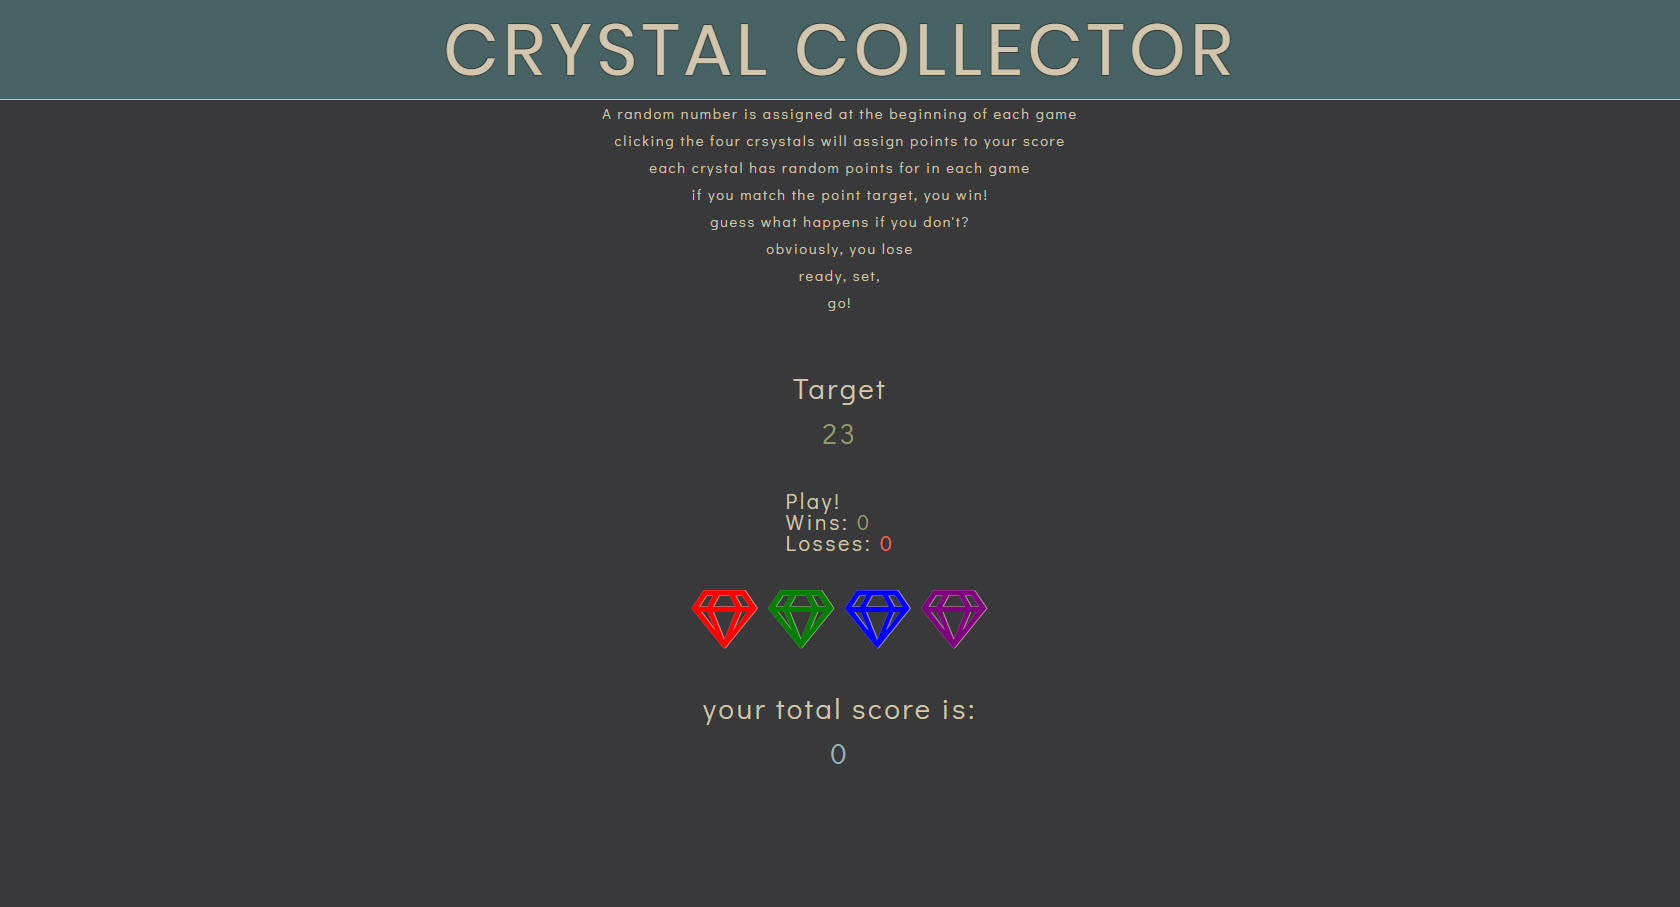 CRYSTAL COLLECTOR
A random number is assigned at the beginning of each game
clicking the four crsystals will assign points to your score
each crystal has random points for in each game
if you match the point target, you win!
guess what happens if you don't?
obviously, you lose
ready, set,
go!
Target
23
Play!
Wins: 0
Losses: 0
your total score is:
0